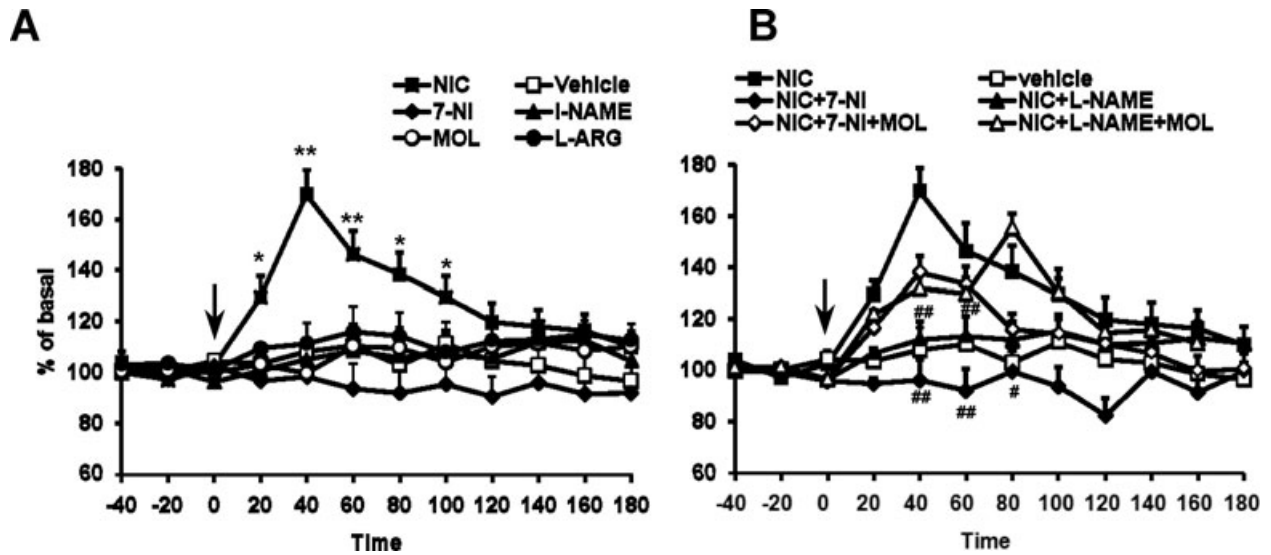 A
B
NIC Vehicle
7-NI l-NAME
MOL L-ARG
NIC vehicle
NIC+7-NI NIC+L-NAME
NIC+7-NI+MOL NIC+L-NAME+MOL
% of basal
180
160
140
120
100
80
60
* ** ** * *
-40 -20 0 20 40 60 80 100 120 140 160 180
Time
180
160
140
120
100
80
60
## ##
## ## #
-40 -20 0 20 40 60 80 100 120 140 160 180
Time